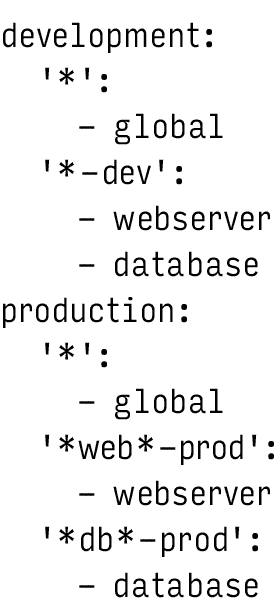 development:
  '*':
    - global
  '*-dev':
    - webserver
    - database
production:
  '*':
    - global
  '*web*-prod':
    - webserver
  '*db*-prod':
    - database